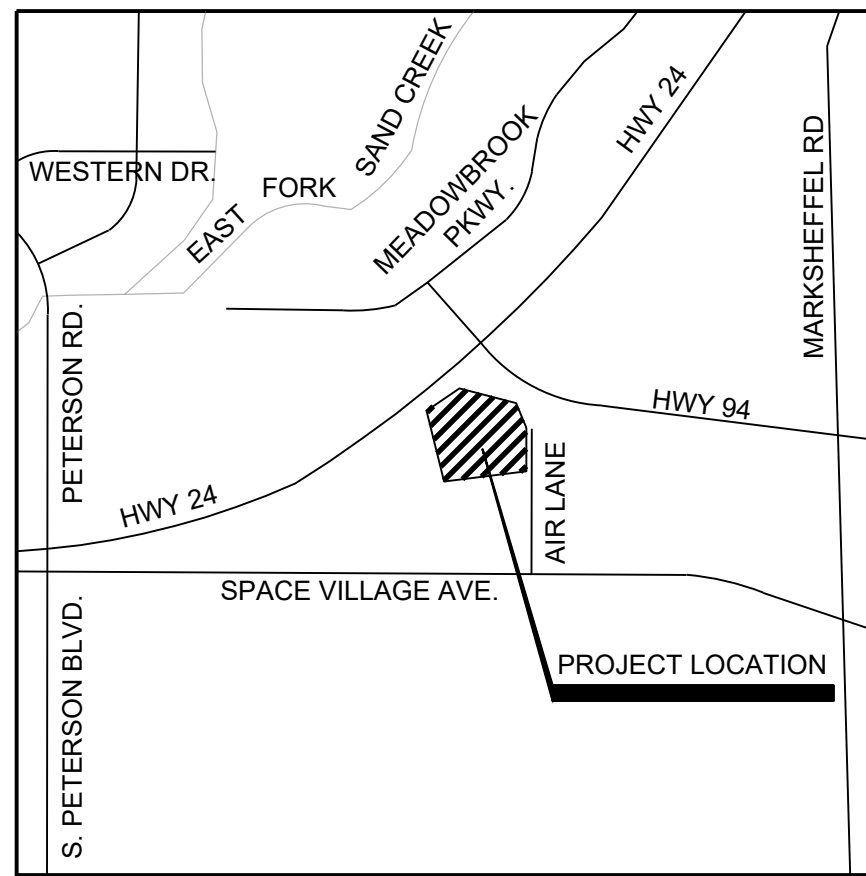 SAND CREEK
HWY 24
MARKSHEFFEL RD
WESTERN DR.
FORK
EAST
MEADOWBROOK
PKWY.
PETERSON RD.
HWY 94
HWY 24
AIR LANE
SPACE VILLAGE AVE.
S. PETERSON BLVD.
PROJECT LOCATION